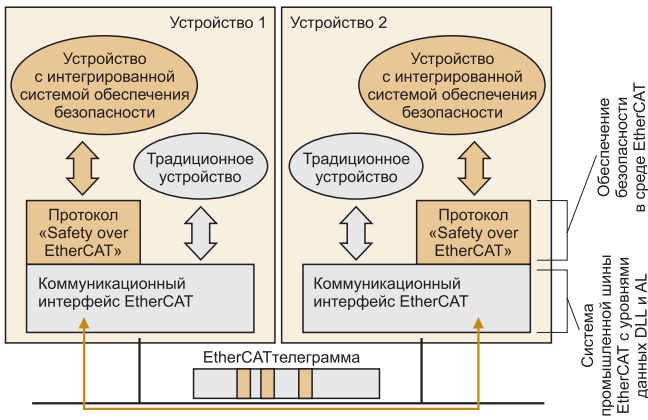 Устройство 1
Устройство
с интегрированной
системой обеспечения
безопасности
Традиционное
устройство
Протокол
«Safety over
EtherCAT»
Коммуникационный
интерфейс EtherCAT
Устройство 2
Устройство
с интегрированной
системой обеспечения
безопасности
Традиционное
устройство
Протокол
«Safety over
EtherCAT»
Коммуникационный
интерфейс EtherCAT
Обеспечение
безопасности
в среде EtherCAT
Система
промышленной шины
EtherCAT с уровнями
данных DLL и AL
EtherCATтелеграмма